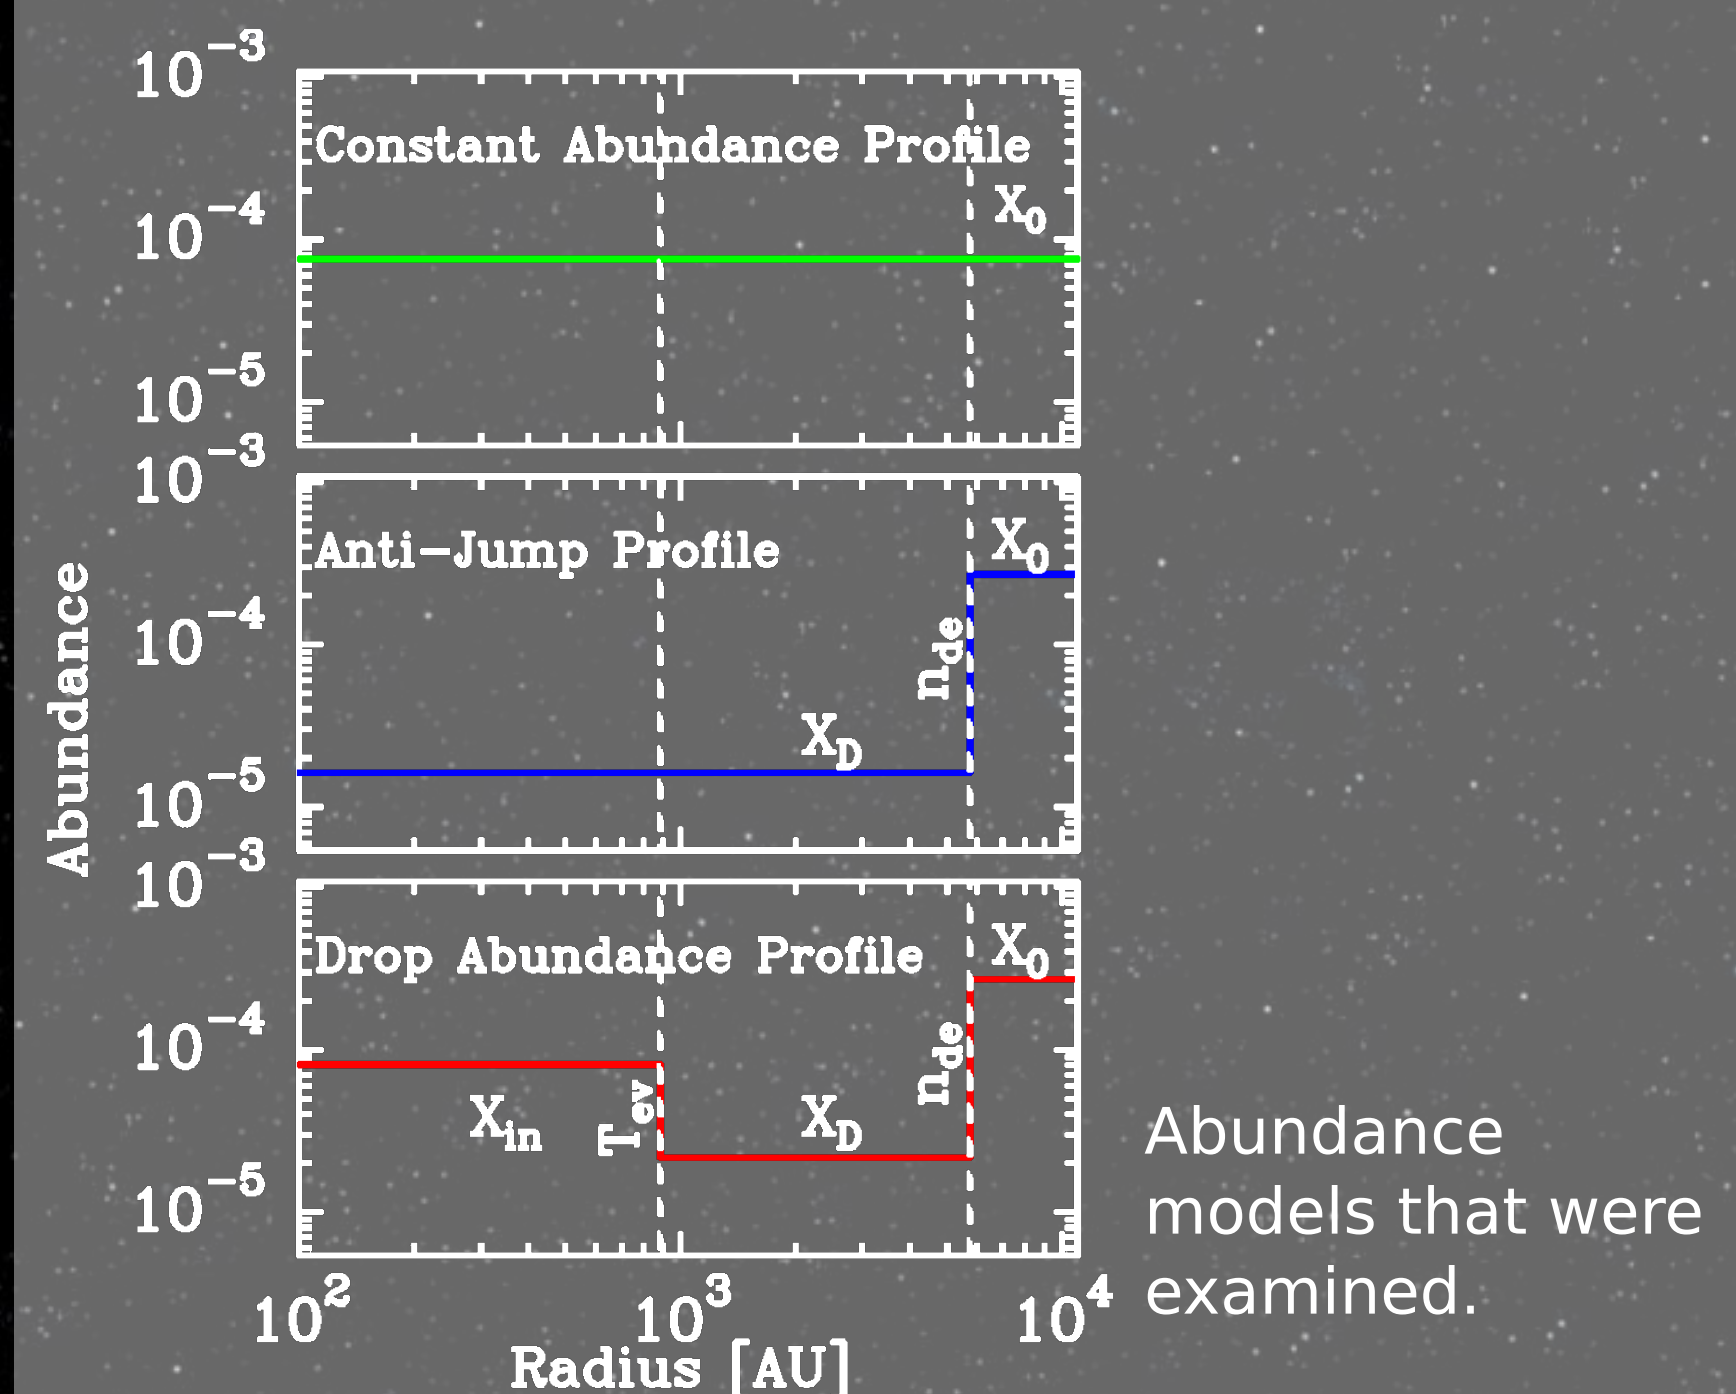 10⁻³
Constant Abundance Profile
X₀
10⁻⁴
10⁻⁵
10⁻³
Anti-Jump Profile
X₀
10⁻⁴
n_de
X_D
10⁻⁵
Abundance
10⁻³
Drop Abundance Profile
X₀
10⁻⁴
n_de
X_in
T_ev
X_D
10⁻⁵
10²
10³
10⁴
Radius [AU]
Abundance
models that were
examined.